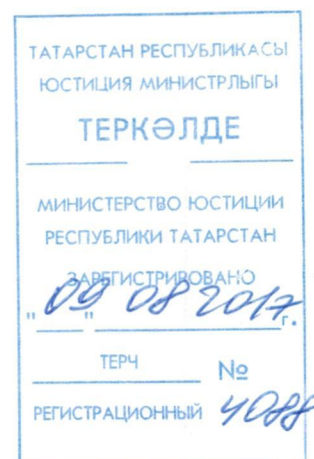 ТАТАРСТАН РЕСПУБЛИКАСЫ
ЮСТИЦИЯ МИНИСТРЛЫГЫ
ТЕРКӘЛДЕ
МИНИСТЕРСТВО ЮСТИЦИИ
РЕСПУБЛИКИ ТАТАРСТАН
ЗАРЕГИСТРИРОВАНО
"09" 08 2017 г.
ТЕРЧ №
РЕГИСТРАЦИОННЫЙ 4088